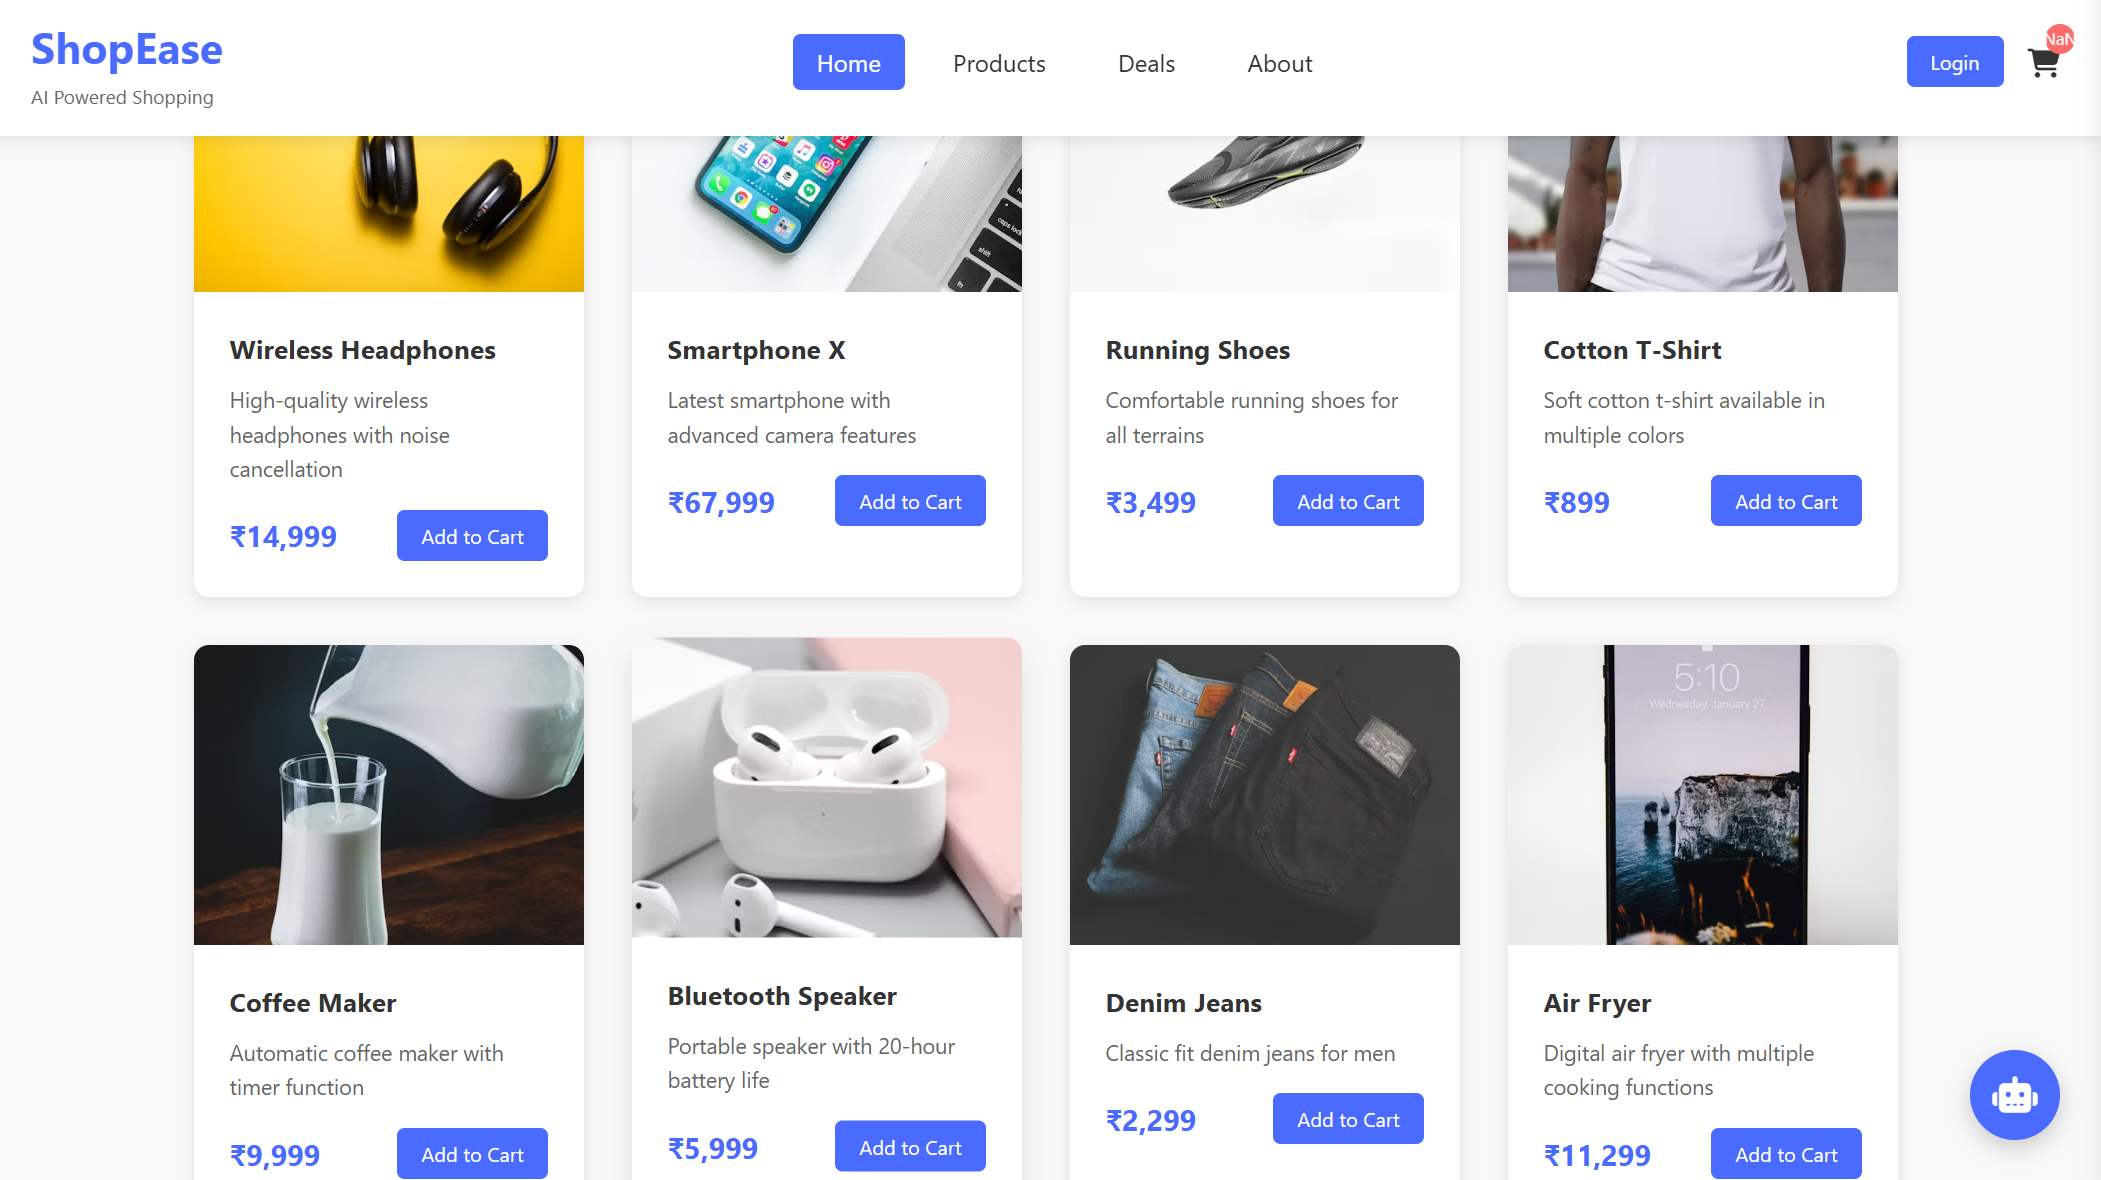 ShopEase
AI Powered Shopping
Home
Products
Deals
About
Login
NaN
caps lock
shift
fn
Wireless Headphones
High-quality wireless
headphones with noise
cancellation
₹14,999
Add to Cart
Smartphone X
Latest smartphone with
advanced camera features
₹67,999
Add to Cart
Running Shoes
Comfortable running shoes for
all terrains
₹3,499
Add to Cart
Cotton T-Shirt
Soft cotton t-shirt available in
multiple colors
₹899
Add to Cart
5:10
Wednesday, January 27
Coffee Maker
Automatic coffee maker with
timer function
₹9,999
Add to Cart
Bluetooth Speaker
Portable speaker with 20-hour
battery life
₹5,999
Add to Cart
Denim Jeans
Classic fit denim jeans for men
₹2,299
Add to Cart
Air Fryer
Digital air fryer with multiple
cooking functions
₹11,299
Add to Cart